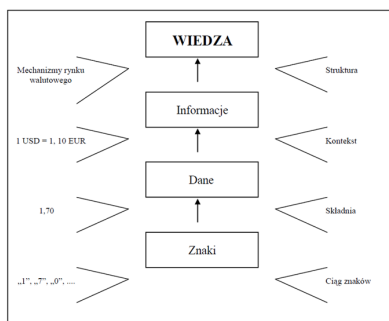 WIEDZA
Mechanizmy rynku
walutowego
Struktura
Informacje
1 USD = 1, 10 EUR
Kontekst
Dane
1,70
Składnia
Znaki
„1”, „7”, „0”, ....
Ciąg znaków